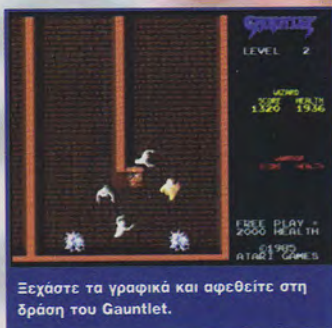 GAUNTLET
LEVEL 2
WIZARD
SCORE HEALTH
1320 1936
FREE PLAY =
2000 HEALTH
©1985
ATARI GAMES
Ξεχάστε τα γραφικά και αφεθείτε στη
δράση του Gauntlet.